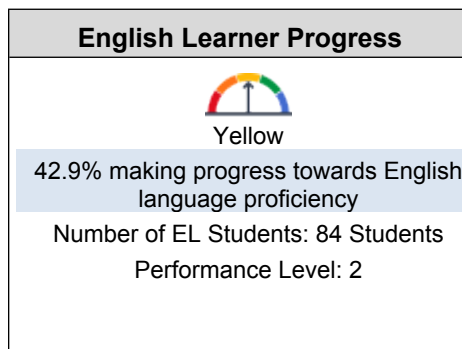 English Learner Progress
Yellow
42.9% making progress towards English
language proficiency
Number of EL Students: 84 Students
Performance Level: 2